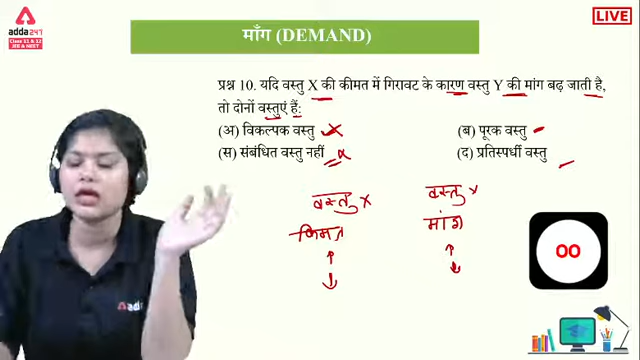 adda247
Class 11 & 12
JEE & NEET
माँग (DEMAND)
LIVE
प्रश्न 10. यदि वस्तु X की कीमत में गिरावट के कारण वस्तु Y की मांग बढ़ जाती है,
तो दोनों वस्तुएं हैं:
(अ) विकल्पक वस्तु
(ब) पूरक वस्तु
(स) संबंधित वस्तु नहीं
(द) प्रतिस्पर्धी वस्तु
वस्तु x
वस्तु x
किमत
मांग
00